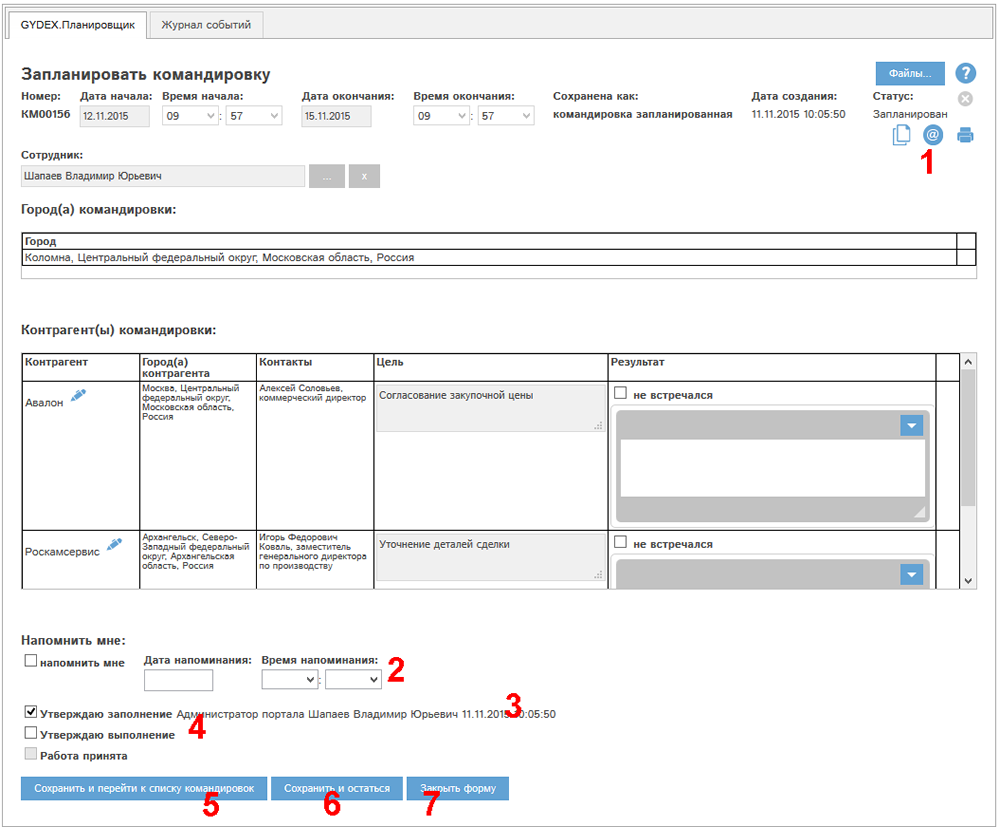 GYDEX.Планировщик Журнал событий
Запланировать командировку Файлы... ?
Номер: Дата начала: Время начала: Дата окончания: Время окончания: Сохранена как: Дата создания: Статус:
КМ00156 12.11.2015 09 : 57 15.11.2015 09 : 57 командировка запланированная 11.11.2015 10:05:50 Запланирован
@
1
Сотрудник:
Шапаев Владимир Юрьевич ... x
Город(а) командировки:
Город
Коломна, Центральный федеральный округ, Московская область, Россия
Контрагент(ы) командировки:
Контрагент Город(а) контрагента Контакты Цель Результат
Авалон
Москва, Центральный
федеральный округ,
Московская область,
Россия
Алексей Соловьев,
коммерческий директор
Согласование закупочной цены
не встречался
Роскамсервис
Архангельск, Северо-
Западный федеральный
округ, Архангельская
область, Россия
Игорь Федорович
Коваль, заместитель
генерального директора
по производству
Уточнение деталей сделки
не встречался
Напомнить мне:
напомнить мне Дата напоминания: Время напоминания: 2
:
3
Утверждаю заполнение Администратор портала Шапаев Владимир Юрьевич 11.11.2015 10:05:50
4
Утверждаю выполнение
Работа принята
Сохранить и перейти к списку командировок Сохранить и остаться Закрыть форму
5 6 7